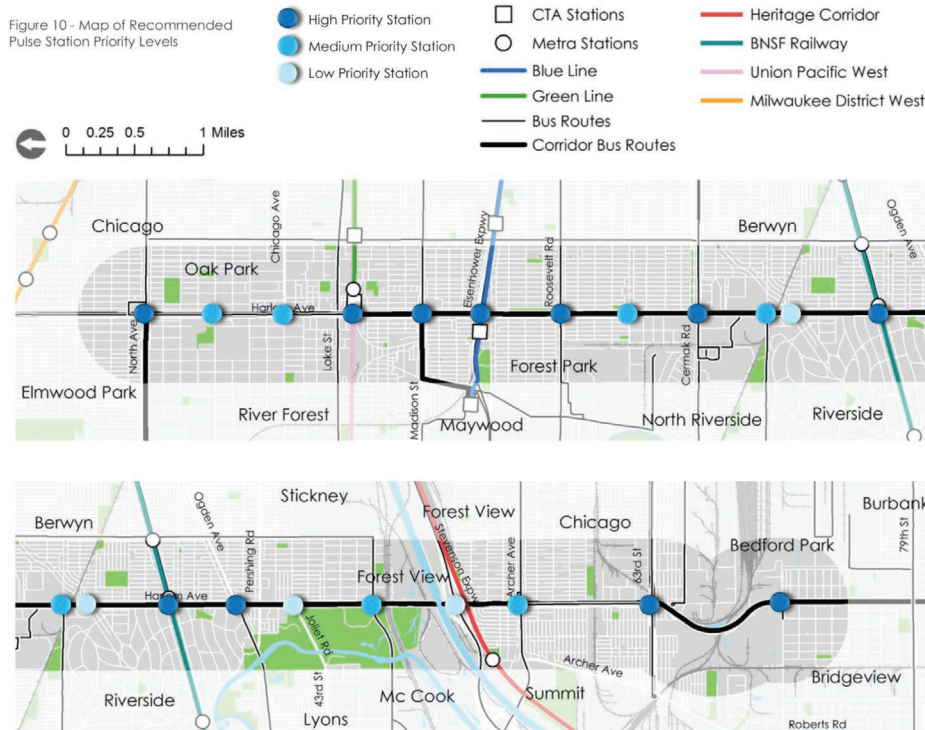 Figure 10 - Map of Recommended
Pulse Station Priority Levels
High Priority Station
Medium Priority Station
Low Priority Station
CTA Stations
Metra Stations
Blue Line
Green Line
Bus Routes
Corridor Bus Routes
Heritage Corridor
BNSF Railway
Union Pacific West
Milwaukee District West
0 0.25 0.5 1 Miles
Chicago
Chicago Ave
Oak Park
Eisenhower Expwy
Roosevelt Rd
Berwyn
Ogden Ave
North Ave
Lake St
Madison St
Cermak Rd
Elmwood Park
River Forest
Maywood
Forest Park
North Riverside
Riverside
Berwyn
Ogden Ave
Pershing Rd
Stickney
Forest View
Forest View
Stevenson Expwy
Archer Ave
Chicago
63rd St
Bedford Park
Burbank
79th St
Joliet Rd
43rd St
Riverside
Lyons
Mc Cook
Summit
Archer Ave
Bridgeview
Roberts Rd